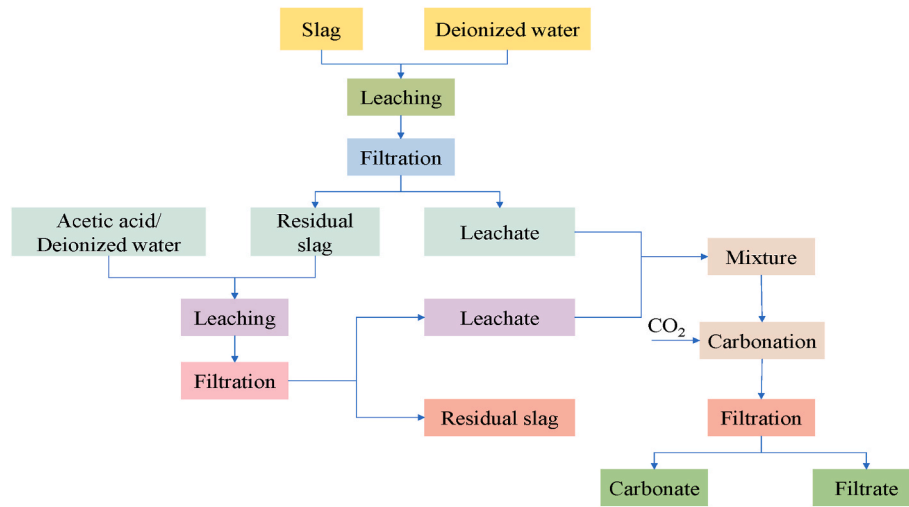 Slag
Deionized water
Leaching
Filtration
Acetic acid/
Deionized water
Residual
slag
Leachate
Mixture
Leaching
Leachate
CO₂
Carbonation
Filtration
Residual slag
Filtration
Carbonate
Filtrate